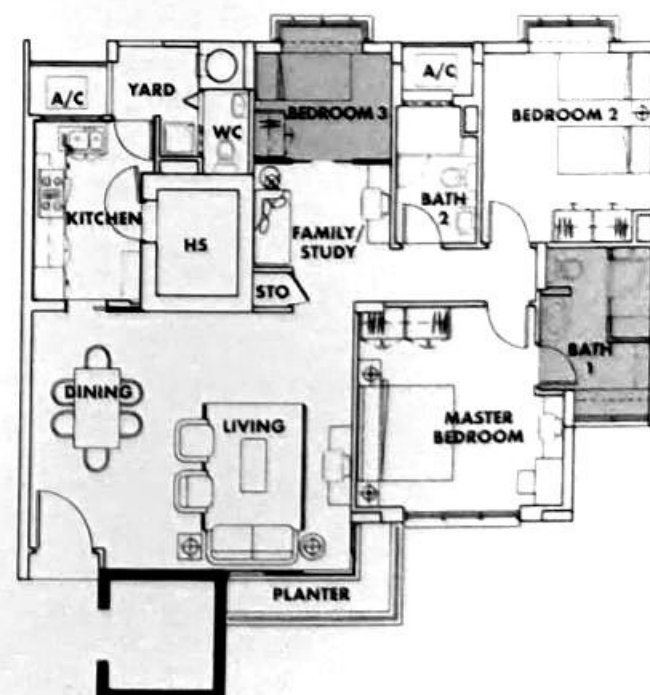 A/C
YARD
WC
BEDROOM 3
A/C
BEDROOM 2
KITCHEN
HS
BATH
2
FAMILY/
STUDY
STO
BATH
1
DINING
LIVING
MASTER
BEDROOM
PLANTER